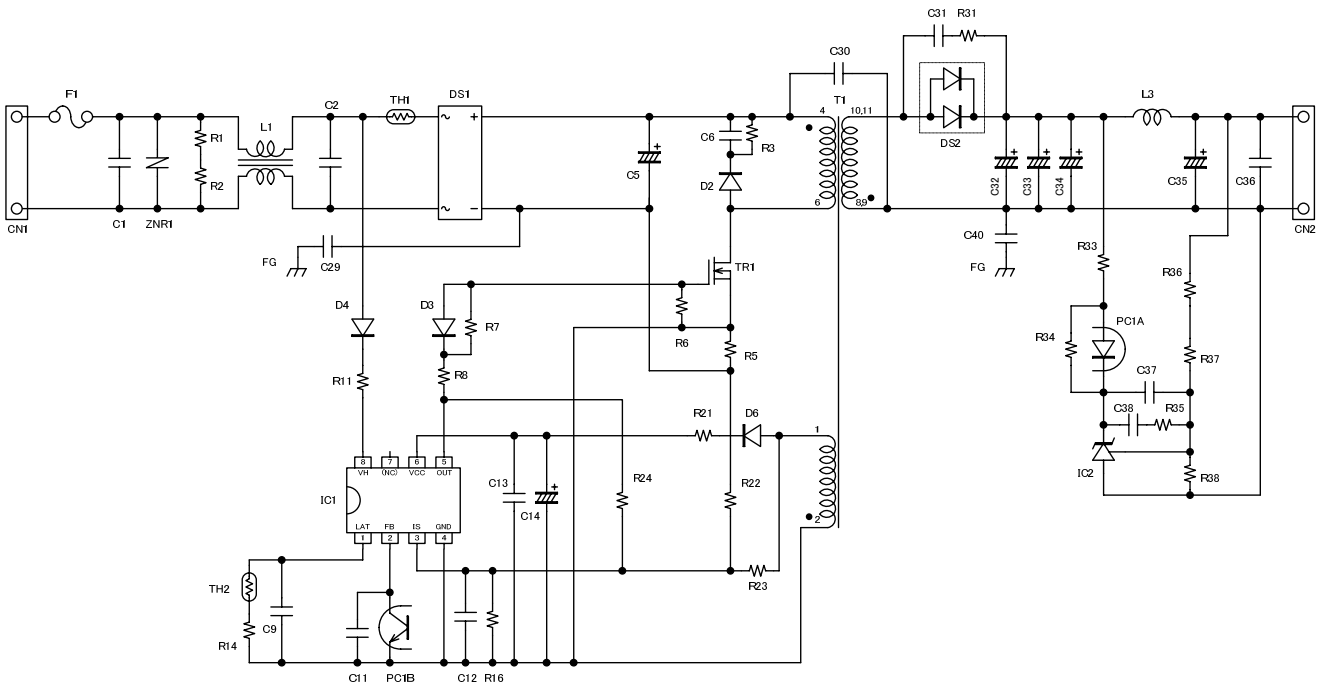 C31 R31
C30
F1
TH1
DS1
C2
T1
L3
4
10,11
R1
L1
C6
R3
DS2
R2
C5
D2
C32
C33
C34
C35
C36
6
8,9
CN1
C1
ZNR1
CN2
FG
C29
C40
FG
R33
R36
TR1
D4
D3
R7
R6
R5
R34
PC1A
R37
R11
R8
C37
C38
R35
R21
D6
1
8
7
6
5
VH
(NC)
VCC
OUT
IC1
C13
C14
R24
R22
IC2
R38
2
LAT
FB
IS
GND
1
2
3
4
R23
TH2
C9
R14
C11
PC1B
C12
R16
+
-
~
~
+
+
+
+
+
+